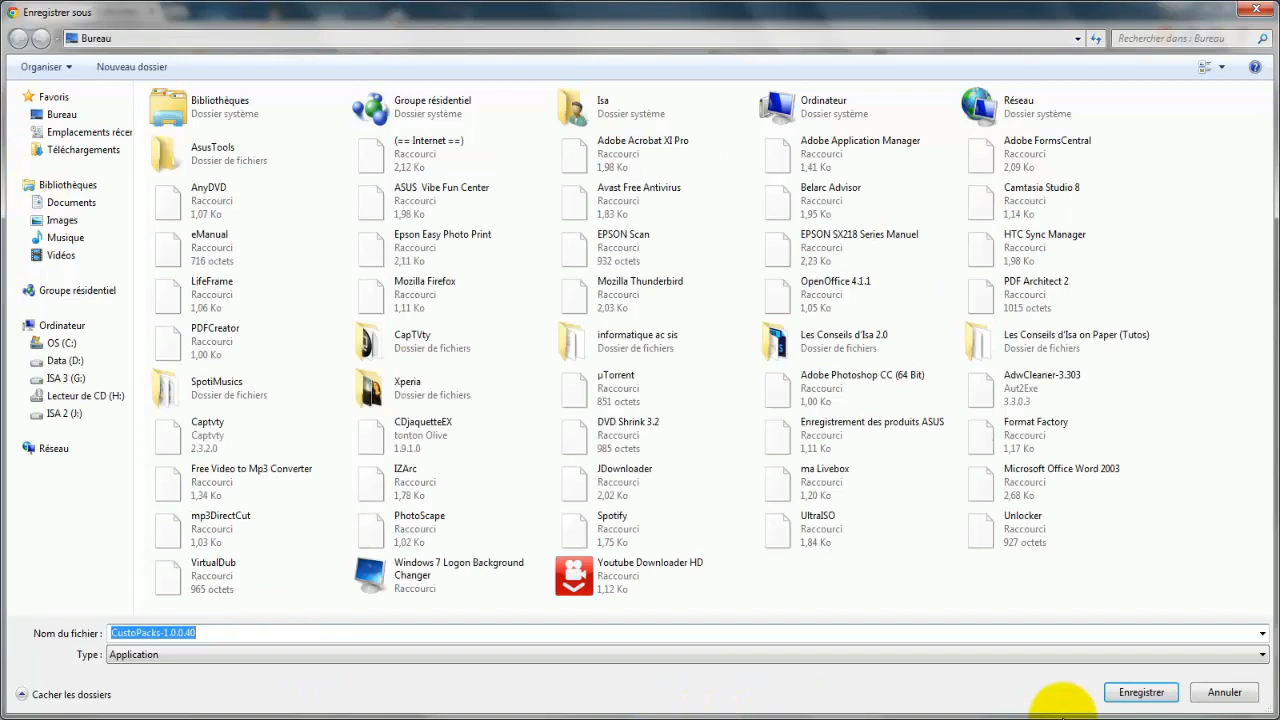 Enregistrer sous
Bureau
Rechercher dans : Bureau
Organiser
Nouveau dossier
Favoris
Bureau
Emplacements récer
Téléchargements
Bibliothèques
Documents
Images
Musique
Vidéos
Groupe résidentiel
Ordinateur
OS (C:)
Data (D:)
ISA 3 (G:)
Lecteur de CD (H:)
ISA 2 (J:)
Réseau
Bibliothèques
Dossier système
Groupe résidentiel
Dossier système
Isa
Dossier système
Ordinateur
Dossier système
Réseau
Dossier système
AsusTools
Dossier de fichiers
(== Internet ==)
Raccourci
2,12 Ko
Adobe Acrobat XI Pro
Raccourci
1,98 Ko
Adobe Application Manager
Raccourci
1,41 Ko
Adobe FormsCentral
Raccourci
2,09 Ko
AnyDVD
Raccourci
1,07 Ko
ASUS Vibe Fun Center
Raccourci
1,98 Ko
Avast Free Antivirus
Raccourci
1,83 Ko
Belarc Advisor
Raccourci
1,95 Ko
Camtasia Studio 8
Raccourci
1,14 Ko
eManual
Raccourci
716 octets
Epson Easy Photo Print
Raccourci
2,11 Ko
EPSON Scan
Raccourci
932 octets
EPSON SX218 Series Manuel
Raccourci
2,23 Ko
HTC Sync Manager
Raccourci
1,98 Ko
LifeFrame
Raccourci
1,06 Ko
Mozilla Firefox
Raccourci
1,11 Ko
Mozilla Thunderbird
Raccourci
2,03 Ko
OpenOffice 4.1.1
Raccourci
1,05 Ko
PDF Architect 2
Raccourci
1015 octets
PDFCreator
Raccourci
1,00 Ko
CapTVty
Dossier de fichiers
informatique ac sis
Dossier de fichiers
Les Conseils d'Isa 2.0
Dossier de fichiers
Les Conseils d'Isa on Paper (Tutos)
Dossier de fichiers
SpotiMusics
Dossier de fichiers
Xperia
Dossier de fichiers
µTorrent
Raccourci
851 octets
Adobe Photoshop CC (64 Bit)
Raccourci
1,00 Ko
AdwCleaner-3.303
Aut2Exe
3.3.0.3
Captvty
Captvty
2.3.2.0
CDjaquetteEX
tonton Olive
1.9.1.0
DVD Shrink 3.2
Raccourci
985 octets
Enregistrement des produits ASUS
Raccourci
1,11 Ko
Format Factory
Raccourci
1,17 Ko
Free Video to Mp3 Converter
Raccourci
1,34 Ko
IZArc
Raccourci
1,78 Ko
JDownloader
Raccourci
2,02 Ko
ma Livebox
Raccourci
1,20 Ko
Microsoft Office Word 2003
Raccourci
2,68 Ko
mp3DirectCut
Raccourci
1,03 Ko
PhotoScape
Raccourci
1,02 Ko
Spotify
Raccourci
1,75 Ko
UltraISO
Raccourci
1,84 Ko
Unlocker
Raccourci
927 octets
VirtualDub
Raccourci
965 octets
Windows 7 Logon Background
Changer
Raccourci
Youtube Downloader HD
Raccourci
1,12 Ko
Nom du fichier : CustoPacks-1.0.0.40
Type : Application
Cacher les dossiers
Enregistrer
Annuler